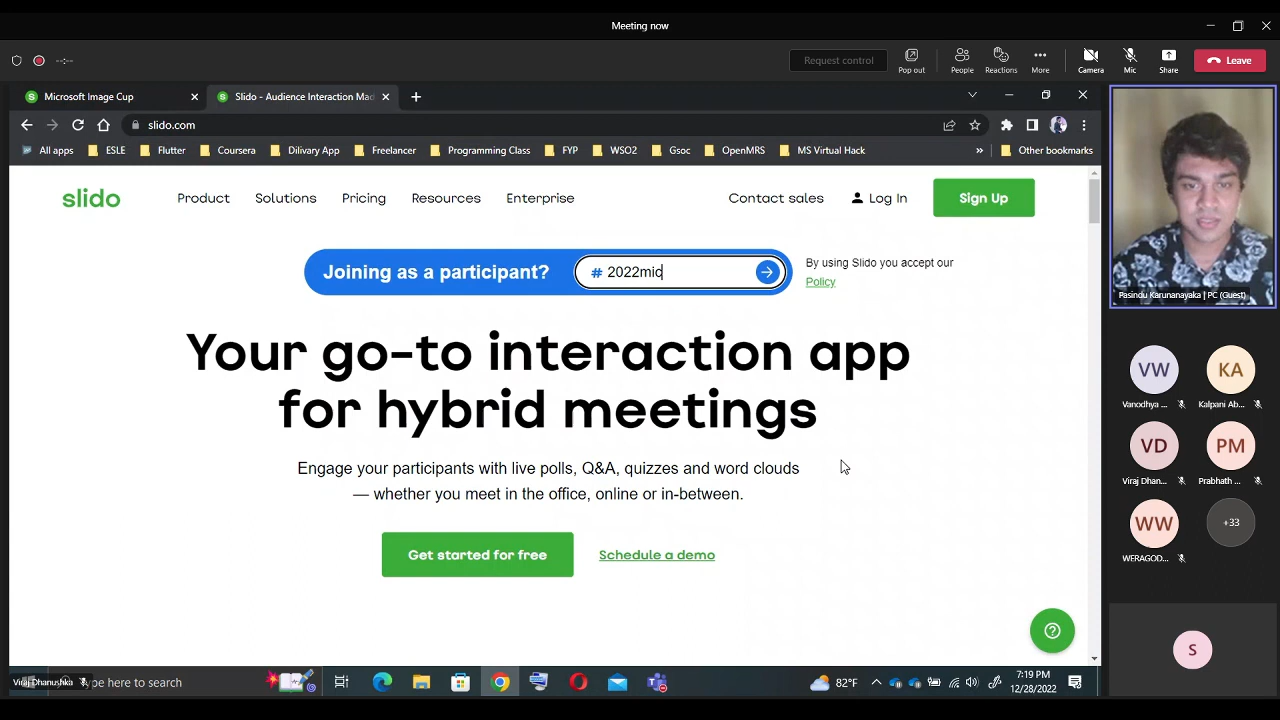 Meeting now
--:--
Request control
Pop out
People
Reactions
More
Camera
Mic
Share
Leave
Microsoft Image Cup
Slido - Audience Interaction Mad
slido.com
All apps
ESLE
Flutter
Coursera
Dilivary App
Freelancer
Programming Class
FYP
WSO2
Gsoc
OpenMRS
MS Virtual Hack
»
Other bookmarks
slido
Product
Solutions
Pricing
Resources
Enterprise
Contact sales
Log In
Sign Up
Joining as a participant?
# 2022mic
By using Slido you accept our
Policy
Your go-to interaction app
for hybrid meetings
Engage your participants with live polls, Q&A, quizzes and word clouds
— whether you meet in the office, online or in-between.
Get started for free
Schedule a demo
Pasindu Karunanayaka | PC (Guest)
VW
Vanodhya ...
KA
Kalpani Ab...
VD
Viraj Dhan...
PM
Prabhath ...
WW
WERAGOD...
+33
S
Viraj Dhanushka
ype here to search
82°F
7:19 PM
12/28/2022